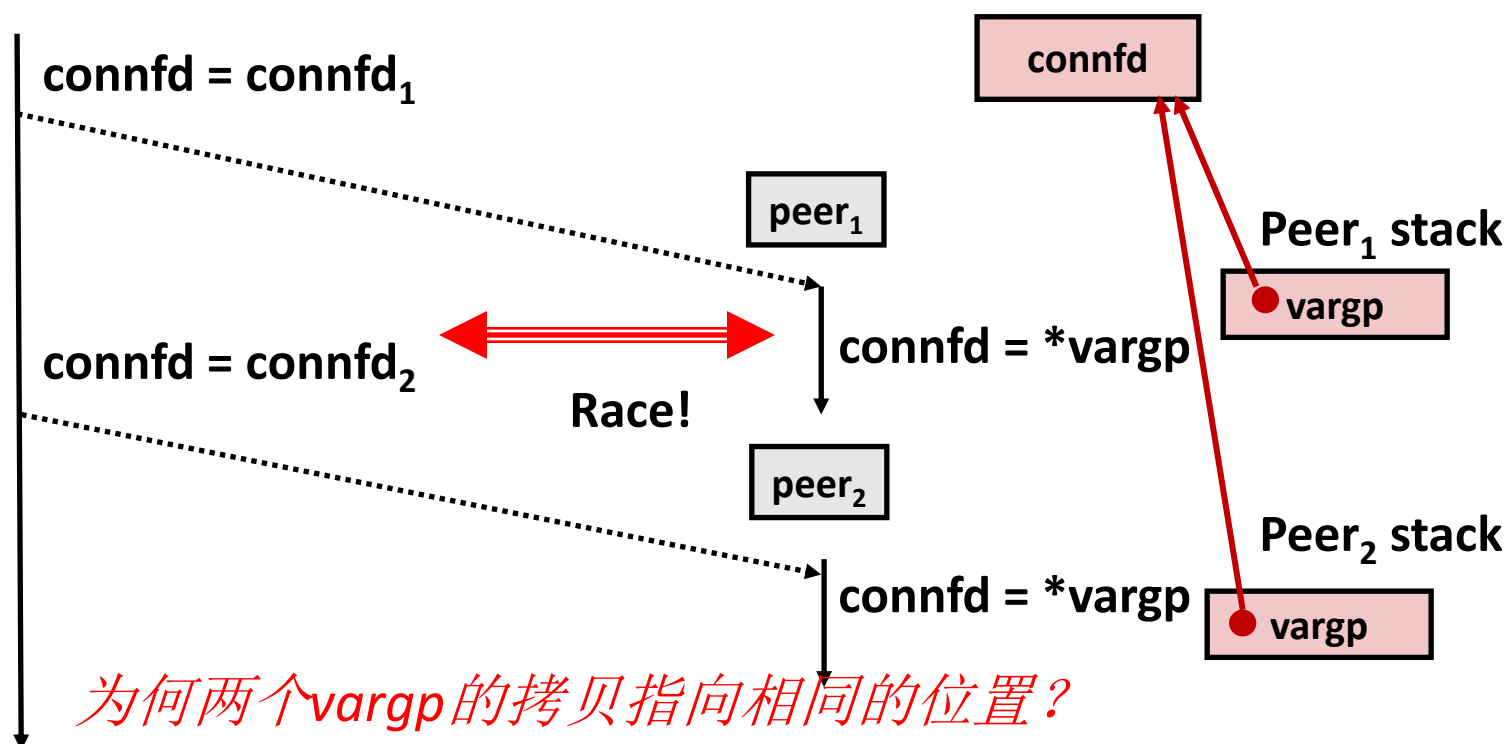 connfd = connfd₁
connfd
peer₁
Peer₁ stack
vargp
connfd = *vargp
connfd = connfd₂
Race!
peer₂
Peer₂ stack
connfd = *vargp
vargp
为何两个vargp的拷贝指向相同的位置？